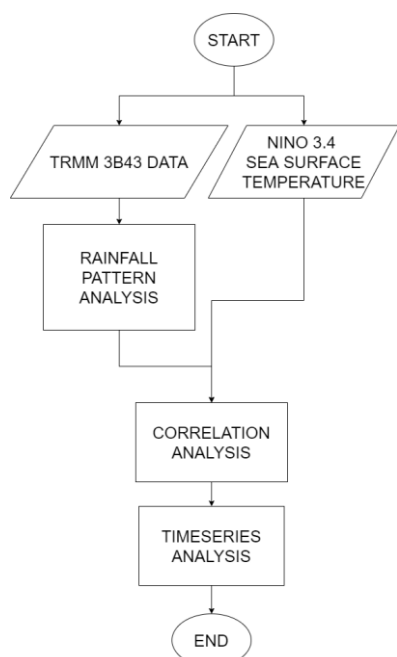 START
TRMM 3B43 DATA
NINO 3.4
SEA SURFACE
TEMPERATURE
RAINFALL
PATTERN
ANALYSIS
CORRELATION
ANALYSIS
TIMESERIES
ANALYSIS
END